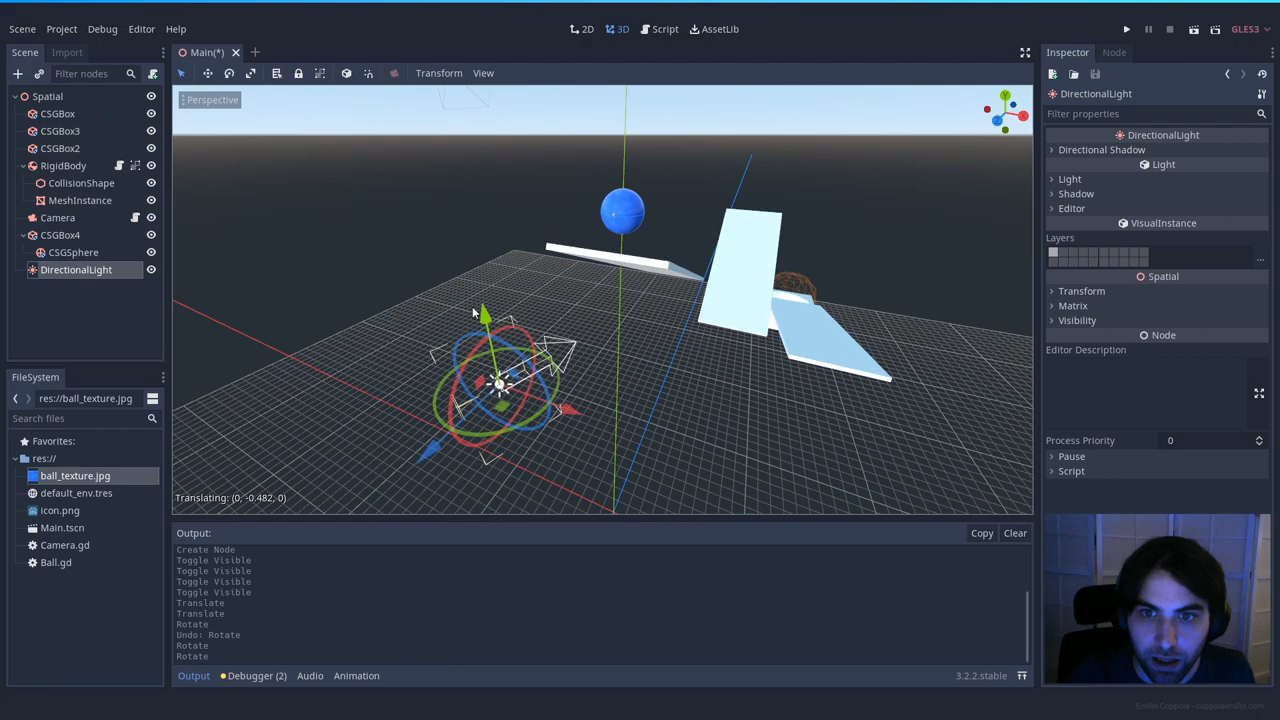 Scene Project Debug Editor Help
2D 3D Script AssetLib
GLES3
Scene Import
Main(*)
Inspector Node
Filter nodes
Transform View
Spatial
CSGBox
CSGBox3
CSGBox2
RigidBody
CollisionShape
MeshInstance
Camera
CSGBox4
CSGSphere
DirectionalLight
Perspective
Y
X
Z
Translating: (0, -0.482, 0)
DirectionalLight
Filter properties
DirectionalLight
Directional Shadow
Light
Light
Shadow
Editor
VisualInstance
Layers
...
Spatial
Transform
Matrix
Visibility
Node
Editor Description
Process Priority 0
Pause
Script
FileSystem
res://ball_texture.jpg
Search files
Favorites:
res://
ball_texture.jpg
default_env.tres
icon.png
Main.tscn
Camera.gd
Ball.gd
Output:
Copy Clear
Create Node
Toggle Visible
Toggle Visible
Toggle Visible
Toggle Visible
Translate
Translate
Rotate
Undo: Rotate
Rotate
Rotate
Output Debugger (2) Audio Animation
3.2.2.stable
Emilio Coppola - coppolaemilio.com